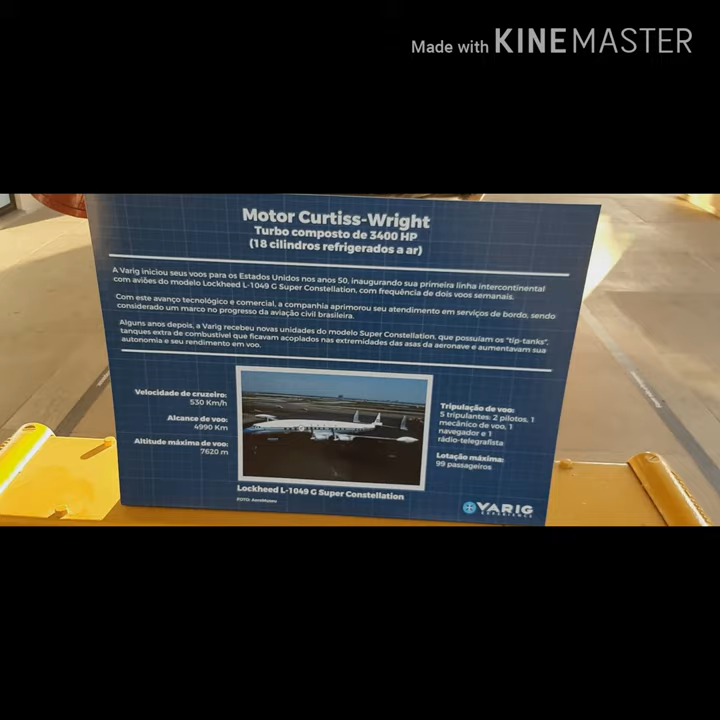 Made with KINEMASTER
Motor Curtiss-Wright
Turbo composto de 3400 HP
(18 cilindros refrigerados a ar)
A Varig iniciou seus voos para os Estados Unidos nos anos 50, inaugurando sua primeira linha intercontinental
com aviões do modelo Lockheed L-1049 G Super Constellation, com frequência de dois voos semanais.
Com este avanço tecnológico e comercial, a companhia aprimorou seu atendimento em serviços de bordo, sendo
considerado um marco no progresso da aviação civil brasileira.
Alguns anos depois, a Varig recebeu novas unidades do modelo Super Constellation, que possuíam os "tip-tanks",
tanques extra de combustível que ficavam acoplados nas extremidades das asas da aeronave e aumentavam sua
autonomia e seu rendimento em voo.
Velocidade de cruzeiro:
530 Km/h
Alcance de voo:
4990 Km
Altitude máxima de voo:
7620 m
Tripulação de voo:
5 tripulantes: 2 pilotos, 1
mecânico de voo, 1
navegador e 1
rádio-telegrafista
Lotação máxima:
99 passageiros
Lockheed L-1049 G Super Constellation
FOTO:
VARIG
EXPERIENCE